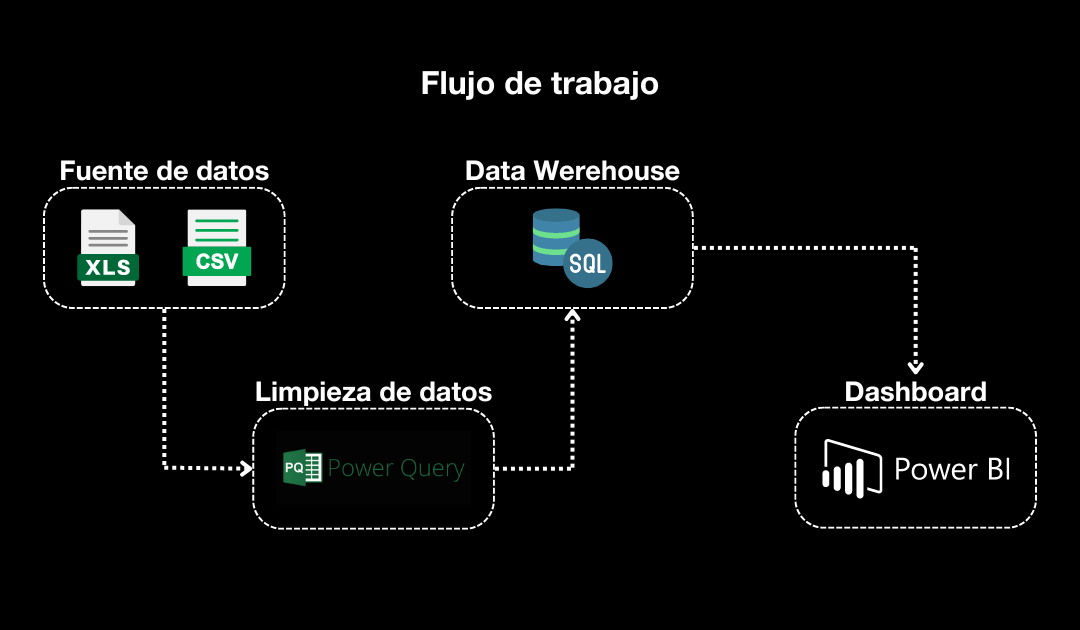 Flujo de trabajo
Fuente de datos
XLS
CSV
Data Werehouse
SQL
Limpieza de datos
PQ Power Query
Dashboard
Power BI